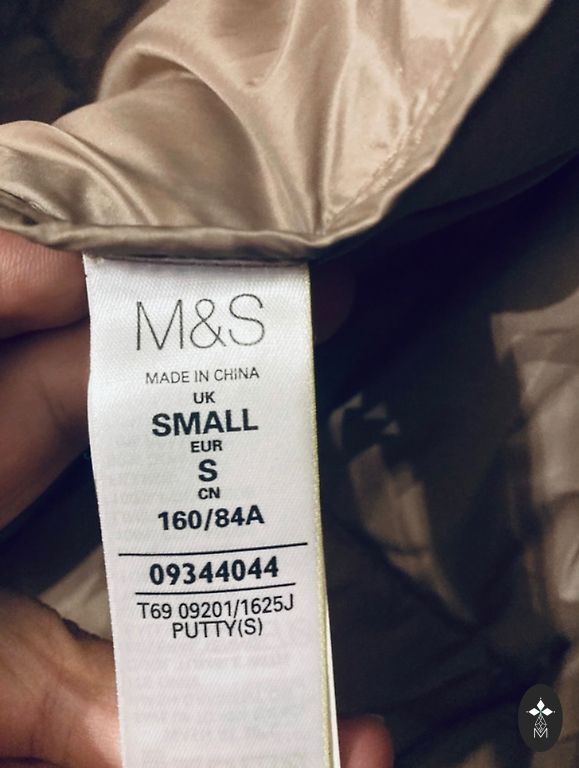 M&S
MADE IN CHINA
UK
SMALL
EUR
S
CN
160/84A
09344044
T69 09201/1625J
PUTTY(S)
M